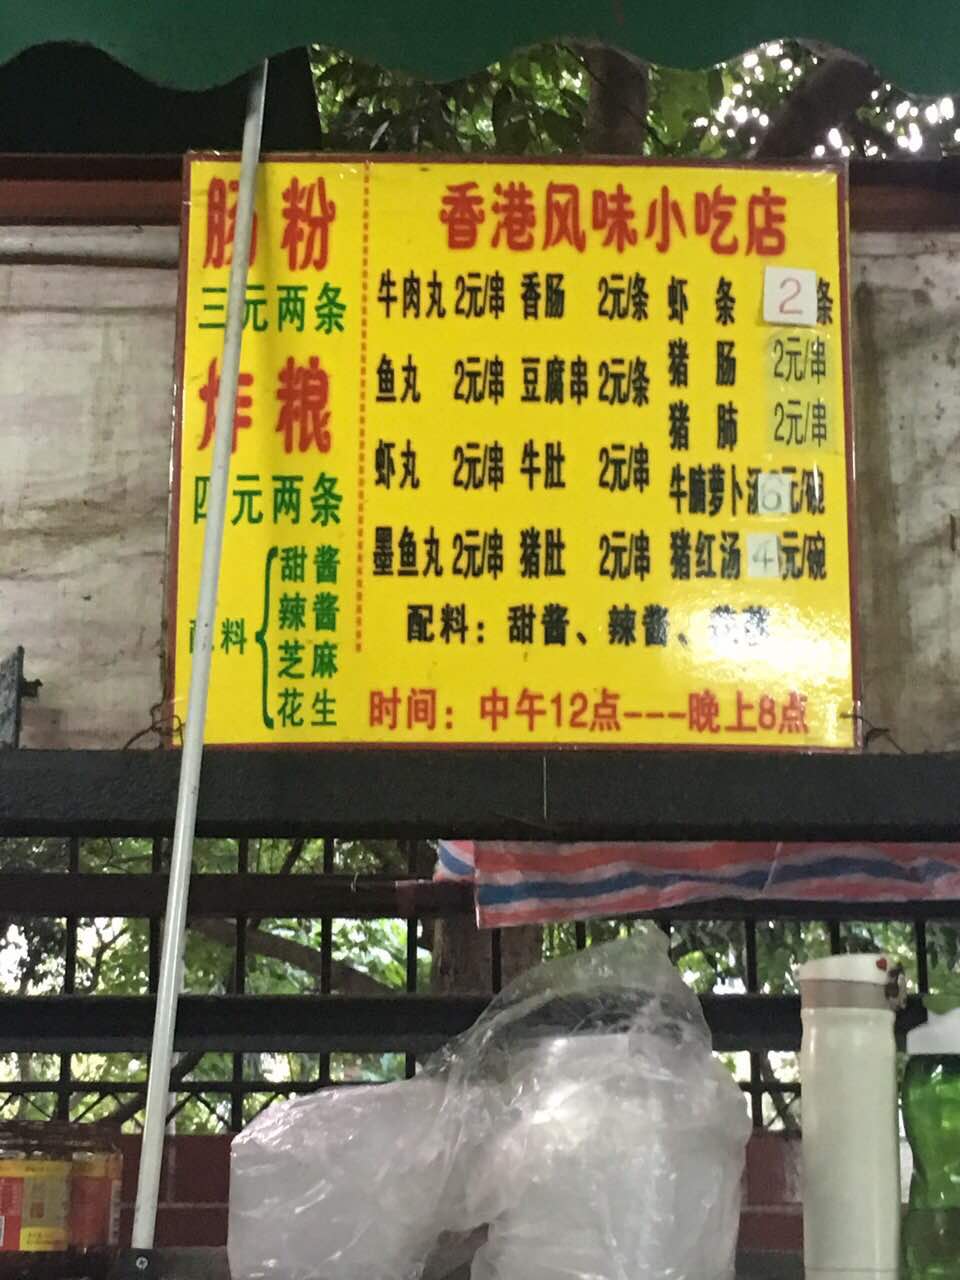 肠粉
三元两条
炸粮
四元两条
配料
甜酱
辣酱
芝麻
花生
香港风味小吃店
牛肉丸 2元/串 香肠 2元/条 虾条 2 条
鱼丸 2元/串 豆腐串 2元/条 猪肠 2元/串
猪肺 2元/串
虾丸 2元/串 牛肚 2元/串 牛腩萝卜汤 6元/碗
墨鱼丸 2元/串 猪肚 2元/串 猪红汤 4元/碗
配料：甜酱、辣酱、
时间：中午12点---晚上8点